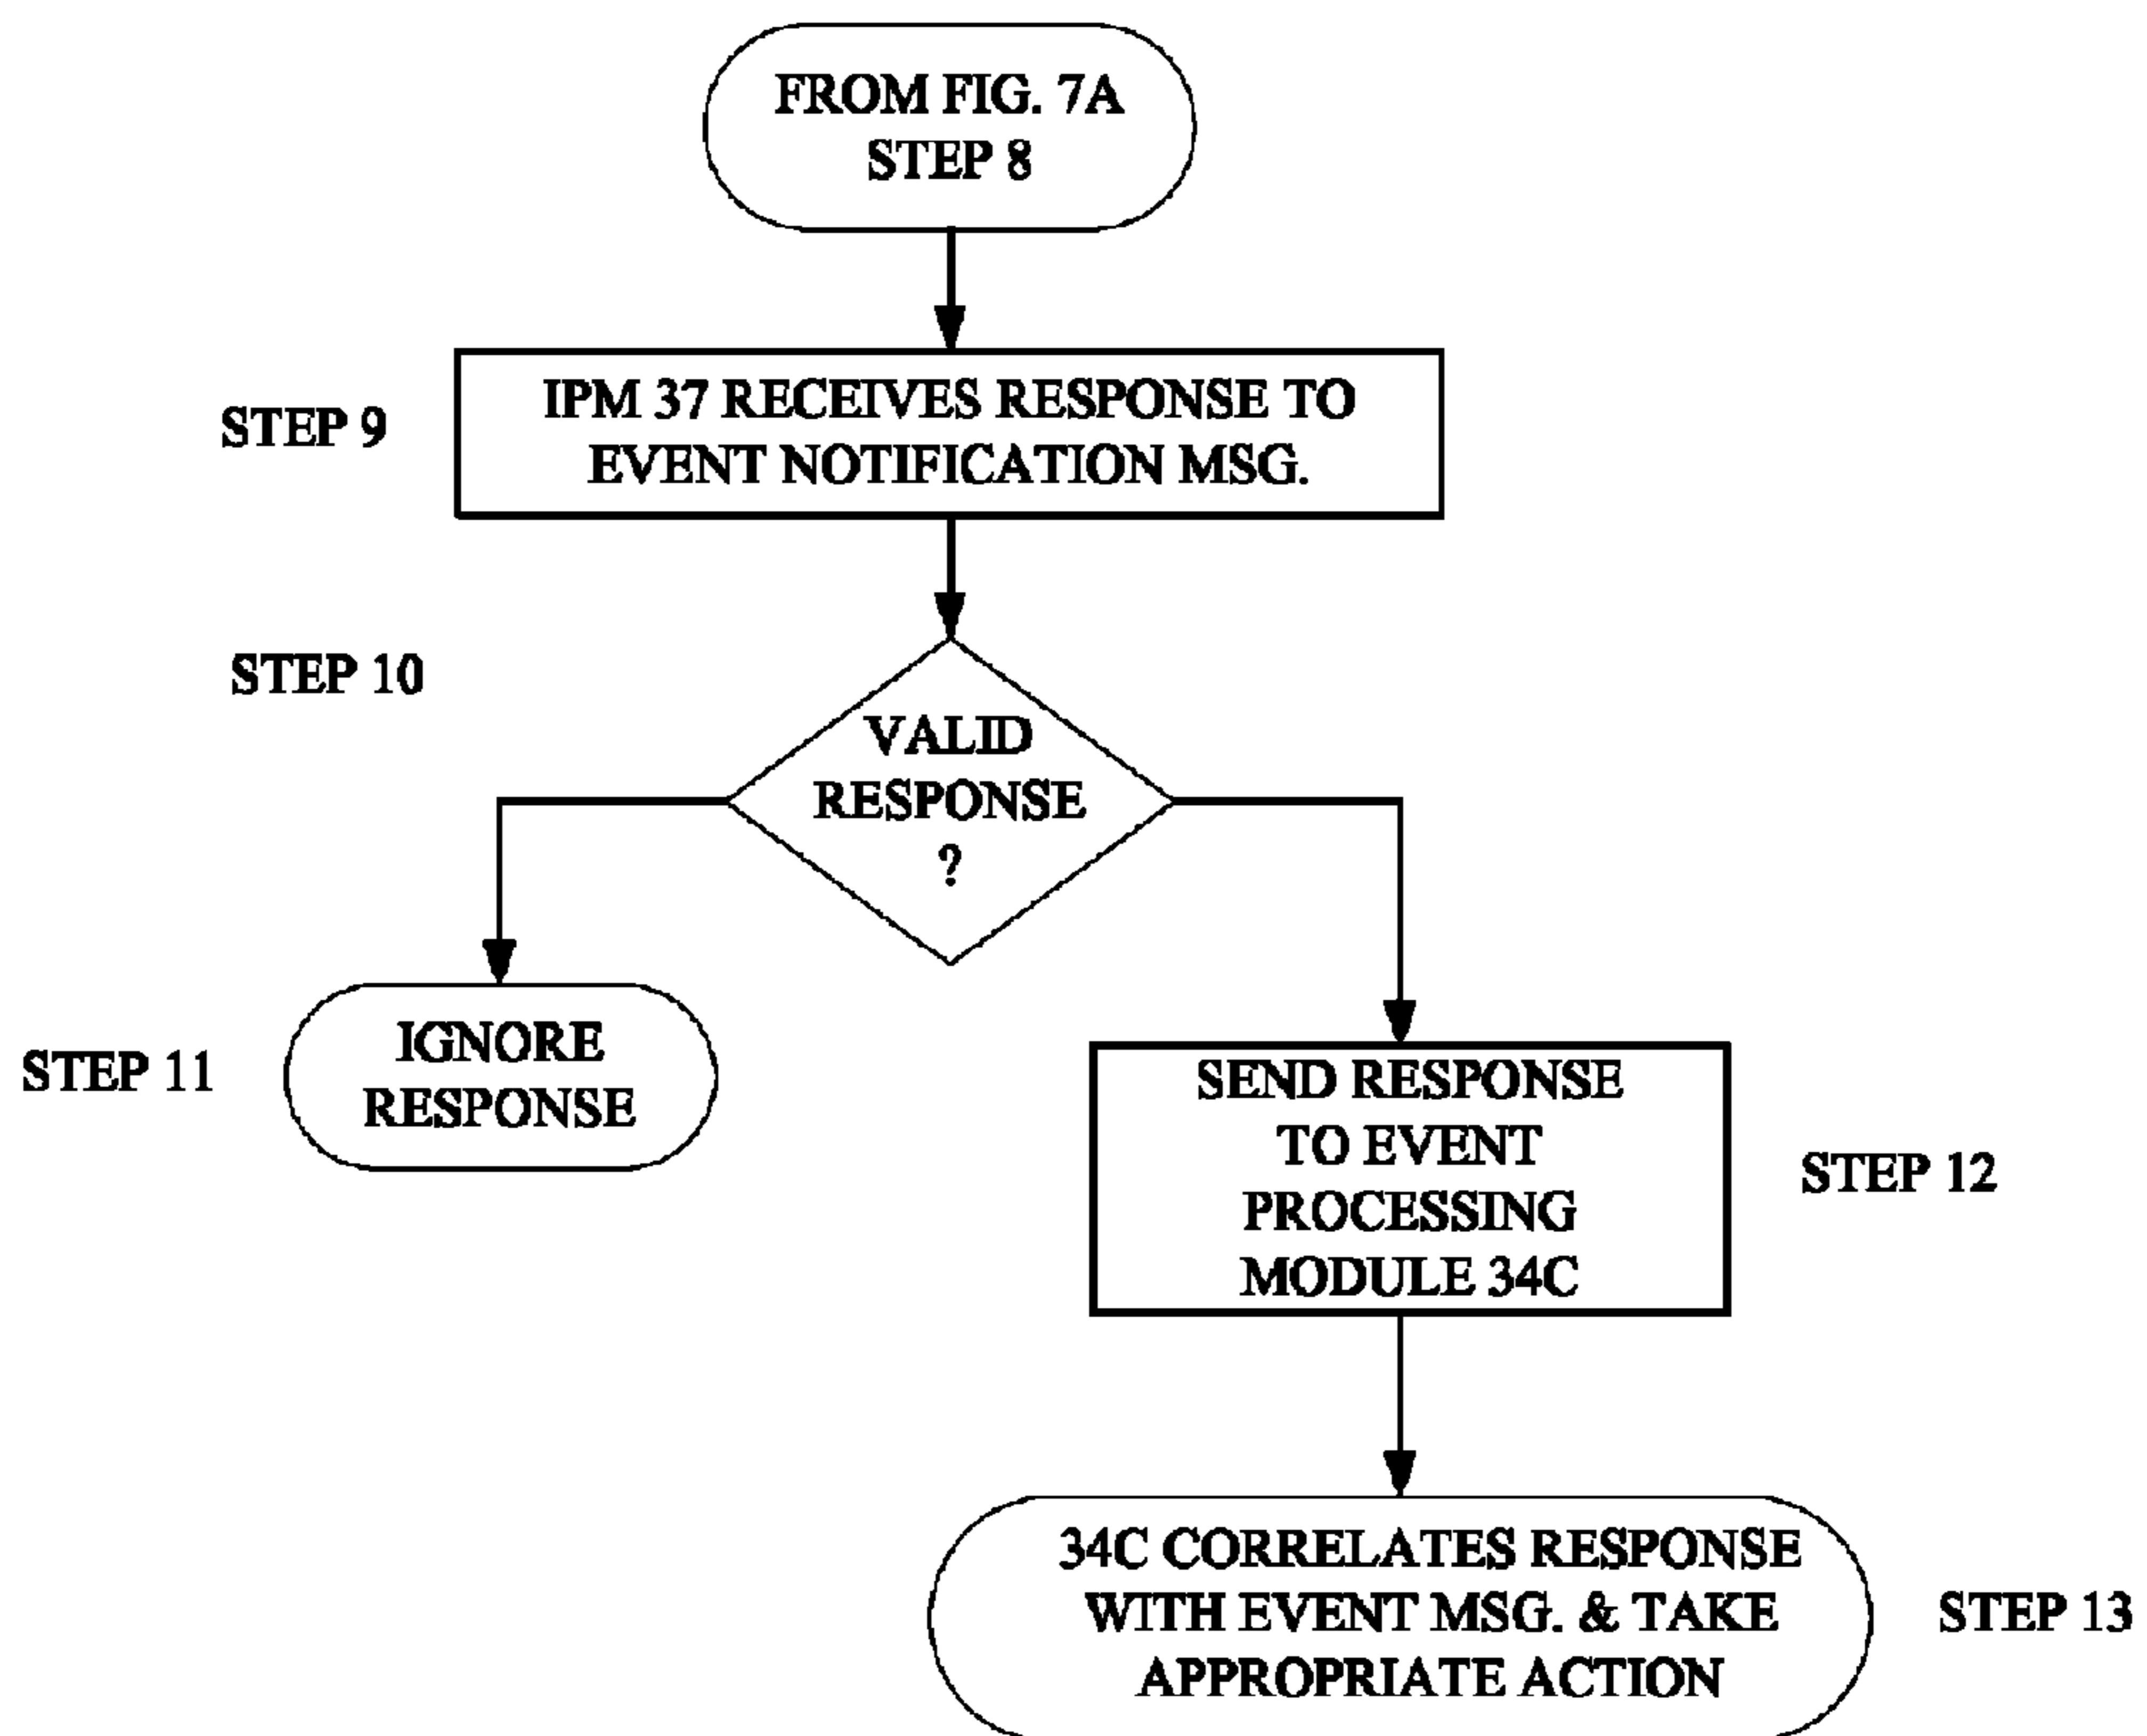 FROM FIG. 7A
STEP 8
STEP 9
IPM 37 RECEIVES RESPONSE TO
EVENT NOTIFICATION MSG.
STEP 10
VALID
RESPONSE
?
STEP 11
IGNORE
RESPONSE
SEND RESPONSE
TO EVENT
PROCESSING
MODULE 34C
STEP 12
34C CORRELATES RESPONSE
WITH EVENT MSG. & TAKE
APPROPRIATE ACTION
STEP 13